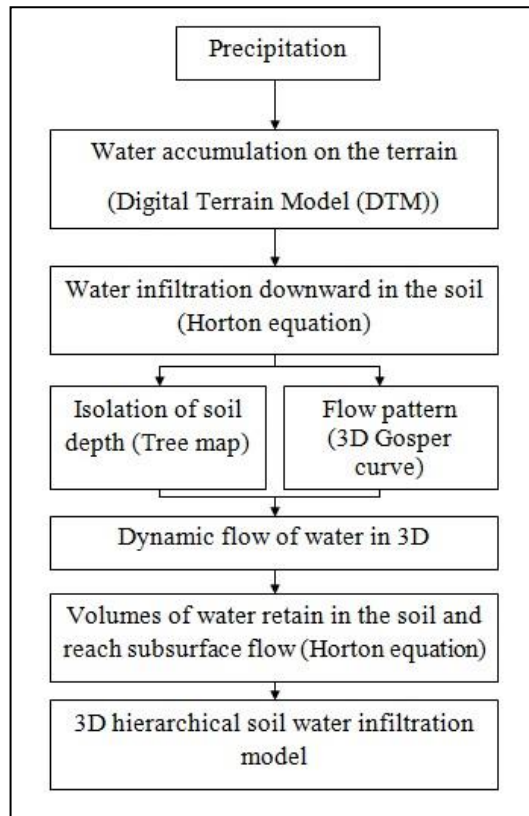 Precipitation
Water accumulation on the terrain
(Digital Terrain Model (DTM))
Water infiltration downward in the soil
(Horton equation)
Isolation of soil
depth (Tree map)
Flow pattern
(3D Gosper
curve)
Dynamic flow of water in 3D
Volumes of water retain in the soil and
reach subsurface flow (Horton equation)
3D hierarchical soil water infiltration
model